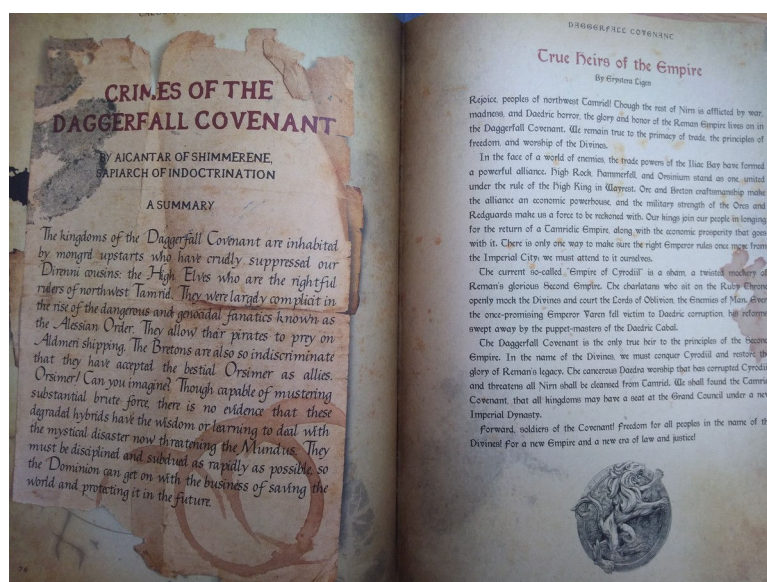 CRIMES OF THE
DAGGERFALL COVENANT
BY AICANTAR OF SHIMMERENE,
SAPIARCH OF INDOCTRINATION
A SUMMARY
The kingdoms of the Daggerfall Covenant are inhabited
by mongrel upstarts who have crudly suppressed our
Direnni cousins: the High Elves who are the rightful
rulers of northwest Tamriel. They were largely complicit in
the rise of the dangerous and genocidal fanatics known as
the Alessian Order. They allow their pirates to prey on
Aldmeri shipping. The Bretons are also so indiscriminate
that they have accepted the bestial Orsimer as allies.
Orsimer! Can you imagine? Though capable of mustering
substantial brute force, there is no evidence that these
degraded hybrids have the wisdom or learning to deal with
the mystical disaster now threatening the Mundus. They
must be disciplined and subdued as rapidly as possible, so
the Dominion can get on with the business of saving the
world and protecting it in the future.
DAGGERFALL COVENANT
True Heirs of the Empire
By Erystera Ligen
Rejoice, peoples of northwest Tamriel! Though the rest of Nirn is afflicted by war,
madness, and Daedric horror, the glory and honor of the Reman Empire lives on in
the Daggerfall Covenant. We remain true to the primacy of trade, the principles of
freedom, and worship of the Divines.
In the face of a world of enemies, the trade powers of the Iliac Bay have formed
a powerful alliance. High Rock, Hammerfell, and Orsinium stand as one, united
under the rule of the High King in Wayrest. Orc and Breton craftsmanship make
the alliance an economic powerhouse, and the military strength of the Orcs and
Redguards make us a force to be reckoned with. Our kings join our people in longing
for the return of a Tamrielic Empire, along with the economic prosperity that goes
with it. There is only one way to make sure the right Emperor rules once more from
the Imperial City: we must attend to it ourselves.
The current so-called "Empire of Cyrodiil" is a sham, a twisted mockery of
Reman's glorious Second Empire. The charlatans who sit on the Ruby Throne
openly mock the Divines and court the Lords of Oblivion, the Enemies of Man. Even
the once-promising Emperor Varen fell victim to Daedric corruption, his reforms
swept away by the puppet-masters of the Daedric Cabal.
The Daggerfall Covenant is the only true heir to the principles of the Second
Empire. In the name of the Divines, we must conquer Cyrodiil and restore the
glory of Reman's legacy. The cancerous Daedra worship that has corrupted Cyrodiil
and threatens all Nirn shall be cleansed from Tamriel. We shall found the Tamriel
Covenant, that all kingdoms may have a seat at the Grand Council under a new
Imperial Dynasty.
Forward, soldiers of the Covenant! Freedom for all peoples in the name of the
Divines! For a new Empire and a new era of law and justice!